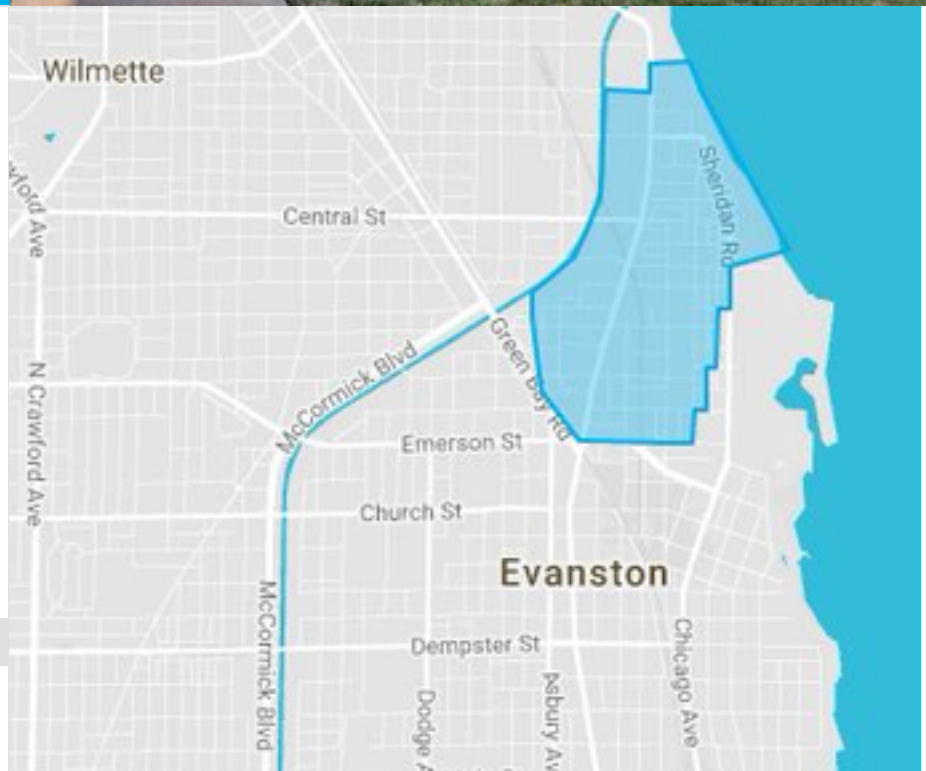 Wilmette
Sheridan Rd
Central St
N Crawford Ave
Green Bay Rd
McCormick Blvd
Emerson St
Church St
Evanston
McCormick Blvd
Dempster St
Chicago Ave
Dodge
Asbury Av
Ave